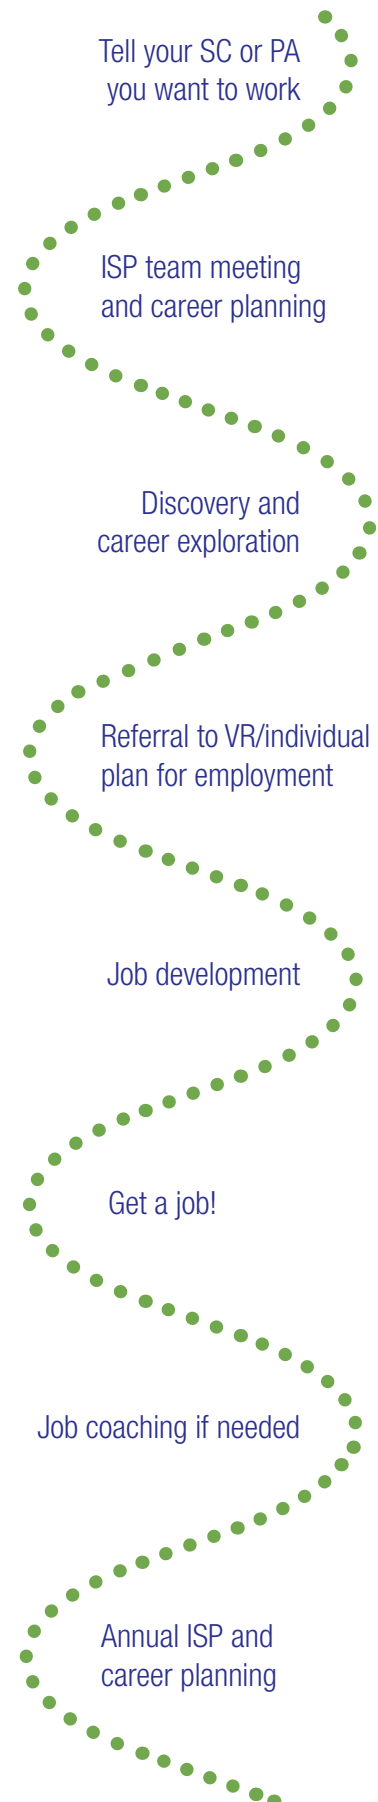 Tell your SC or PA
you want to work
ISP team meeting
and career planning
Discovery and
career exploration
Referral to VR/individual
plan for employment
Job development
Get a job!
Job coaching if needed
Annual ISP and
career planning